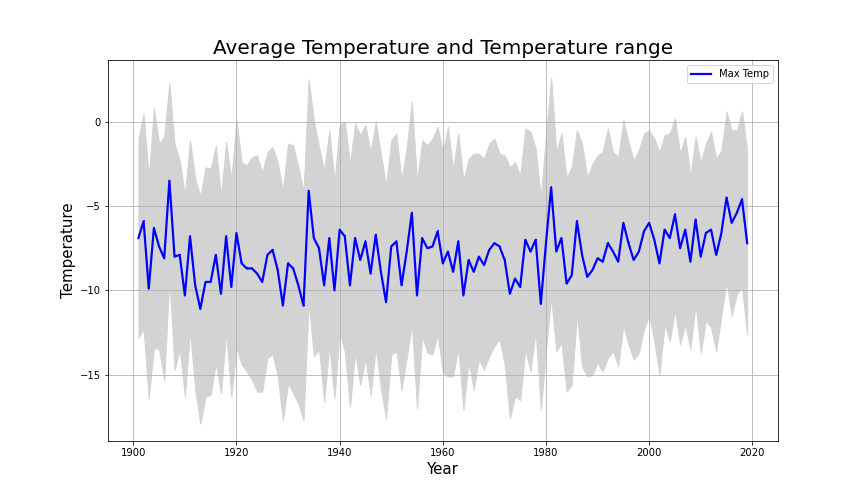 Average Temperature and Temperature range
Max Temp
Temperature
0
−5
−10
−15
1900
1920
1940
1960
1980
2000
2020
Year